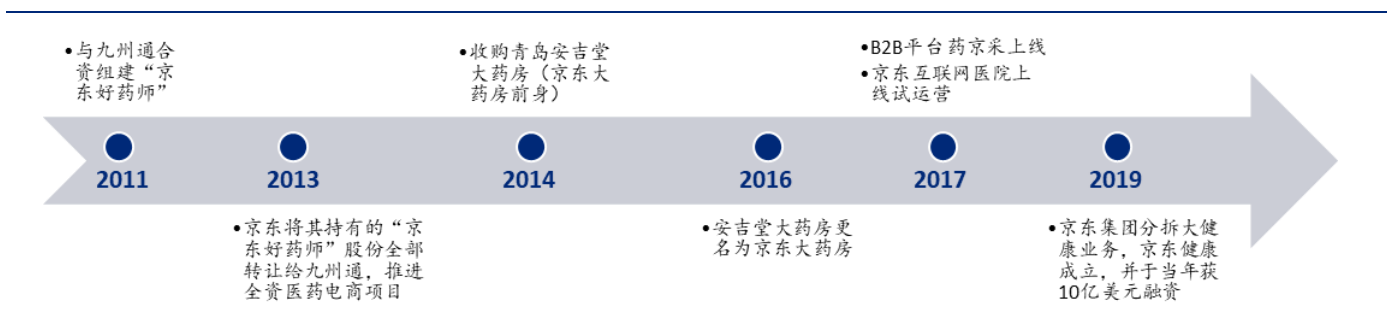 •与九州通合
资组建“京
东好药师”
•收购青岛安吉堂
大药房（京东大
药房前身）
•B2B平台药京采上线
•京东互联网医院上
线试运营
2011
2013
2014
2016
2017
2019
•京东将其持有的“京
东好药师”股份全部
转让给九州通，推进
全资医药电商项目
•安吉堂大药房更
名为京东大药房
•京东集团分拆大健
康业务，京东健康
成立，并于当年获
10亿美元融资